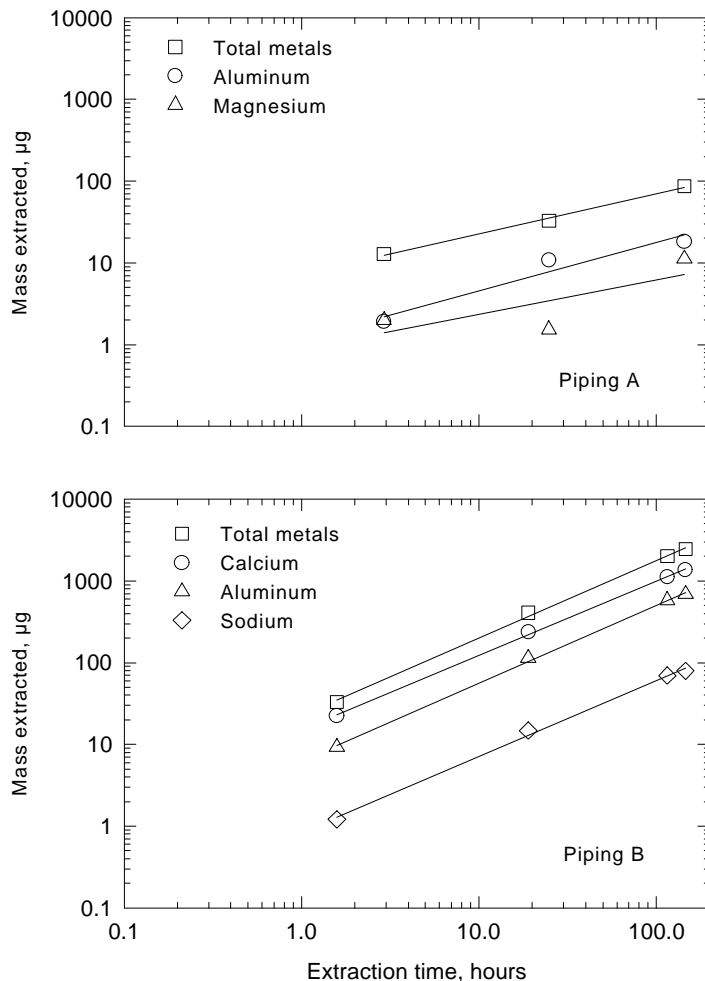 10000
1000
100
10
1
0.1
Mass extracted, µg
Total metals
Aluminum
Magnesium
Piping A
10000
1000
100
10
1
0.1
Mass extracted, µg
Total metals
Calcium
Aluminum
Sodium
Piping B
0.1 1.0 10.0 100.0
Extraction time, hours